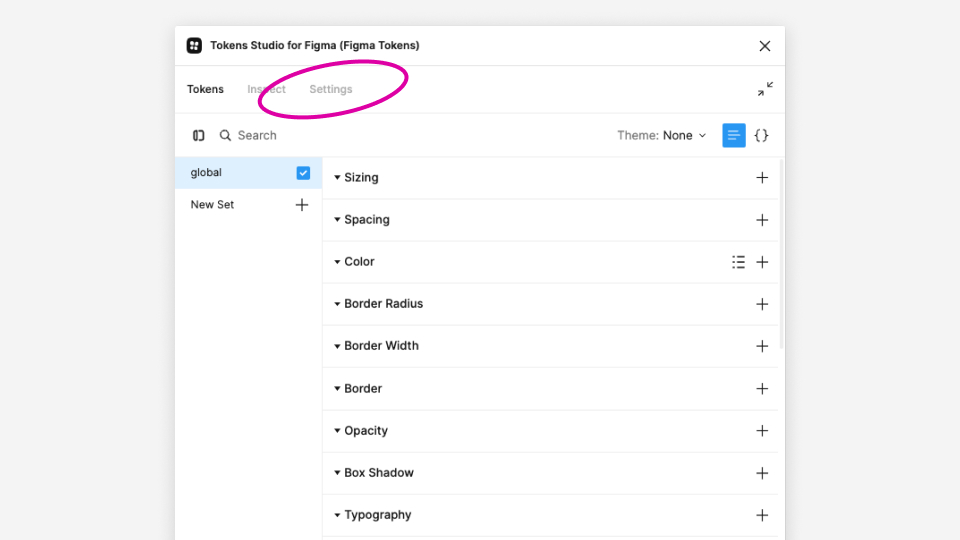 Tokens Studio for Figma (Figma Tokens)
Tokens Inspect Settings
Search Theme: None {}
global
New Set
Sizing
Spacing
Color
Border Radius
Border Width
Border
Opacity
Box Shadow
Typography